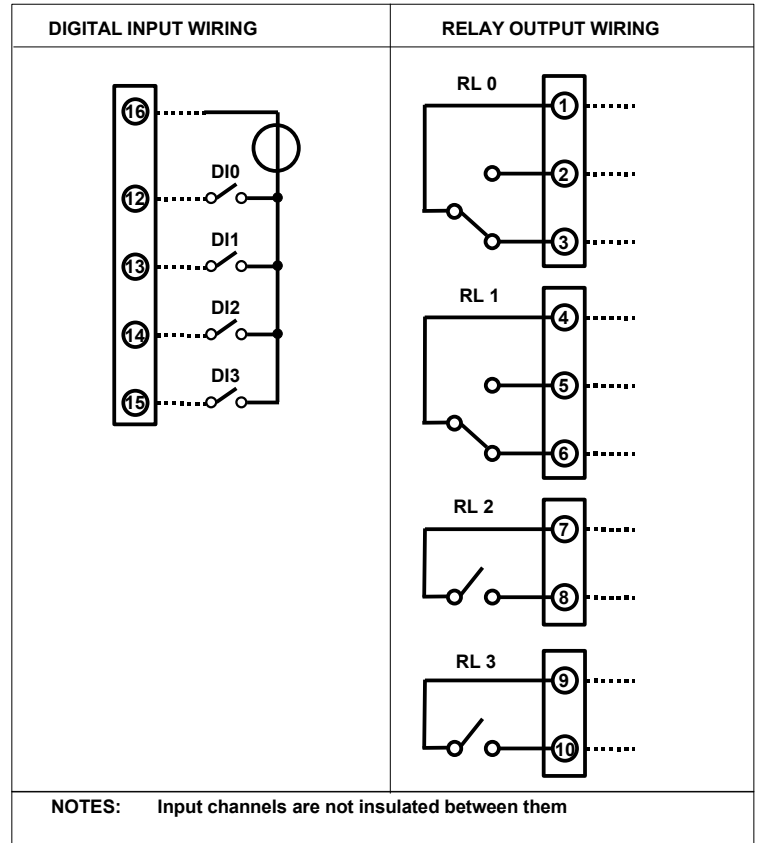 DIGITAL INPUT WIRING
16
DI0
12
DI1
13
DI2
14
DI3
15
RELAY OUTPUT WIRING
RL 0
1
2
3
RL 1
4
5
6
RL 2
7
8
RL 3
9
10
NOTES: Input channels are not insulated between them